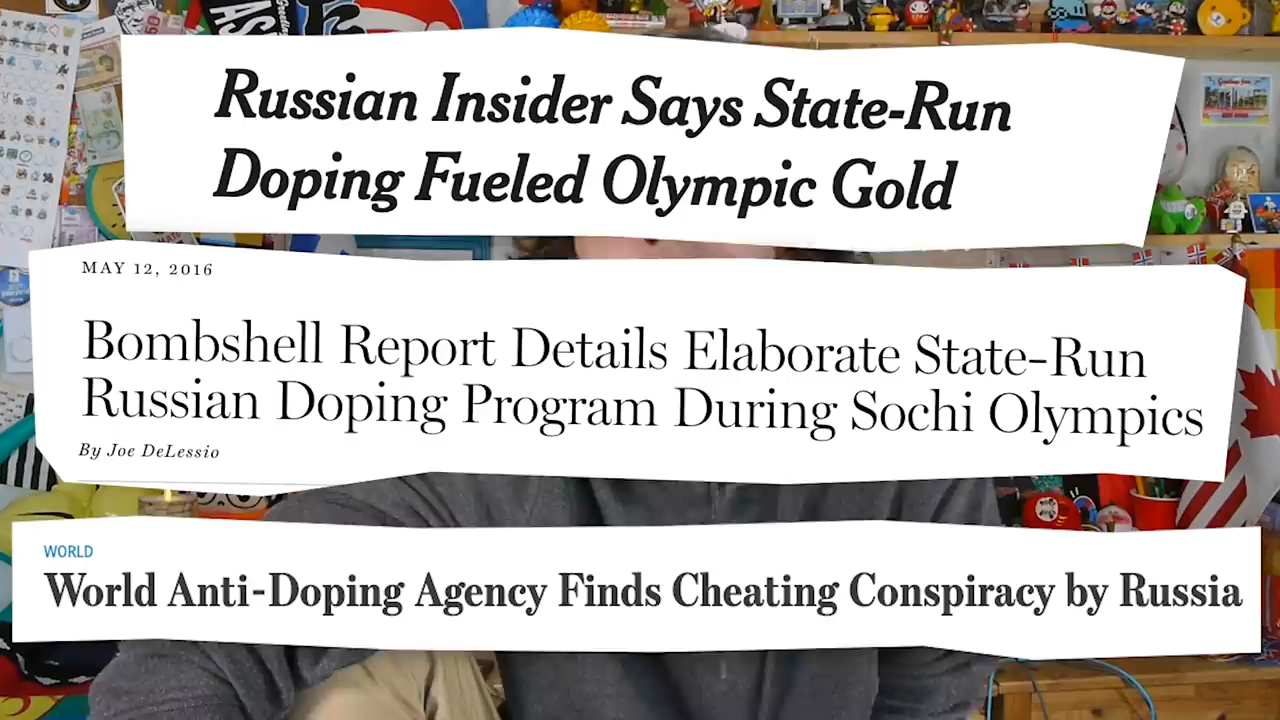 Russian Insider Says State-Run
Doping Fueled Olympic Gold
MAY 12, 2016
Bombshell Report Details Elaborate State-Run
Russian Doping Program During Sochi Olympics
By Joe DeLessio
WORLD
World Anti-Doping Agency Finds Cheating Conspiracy by Russia